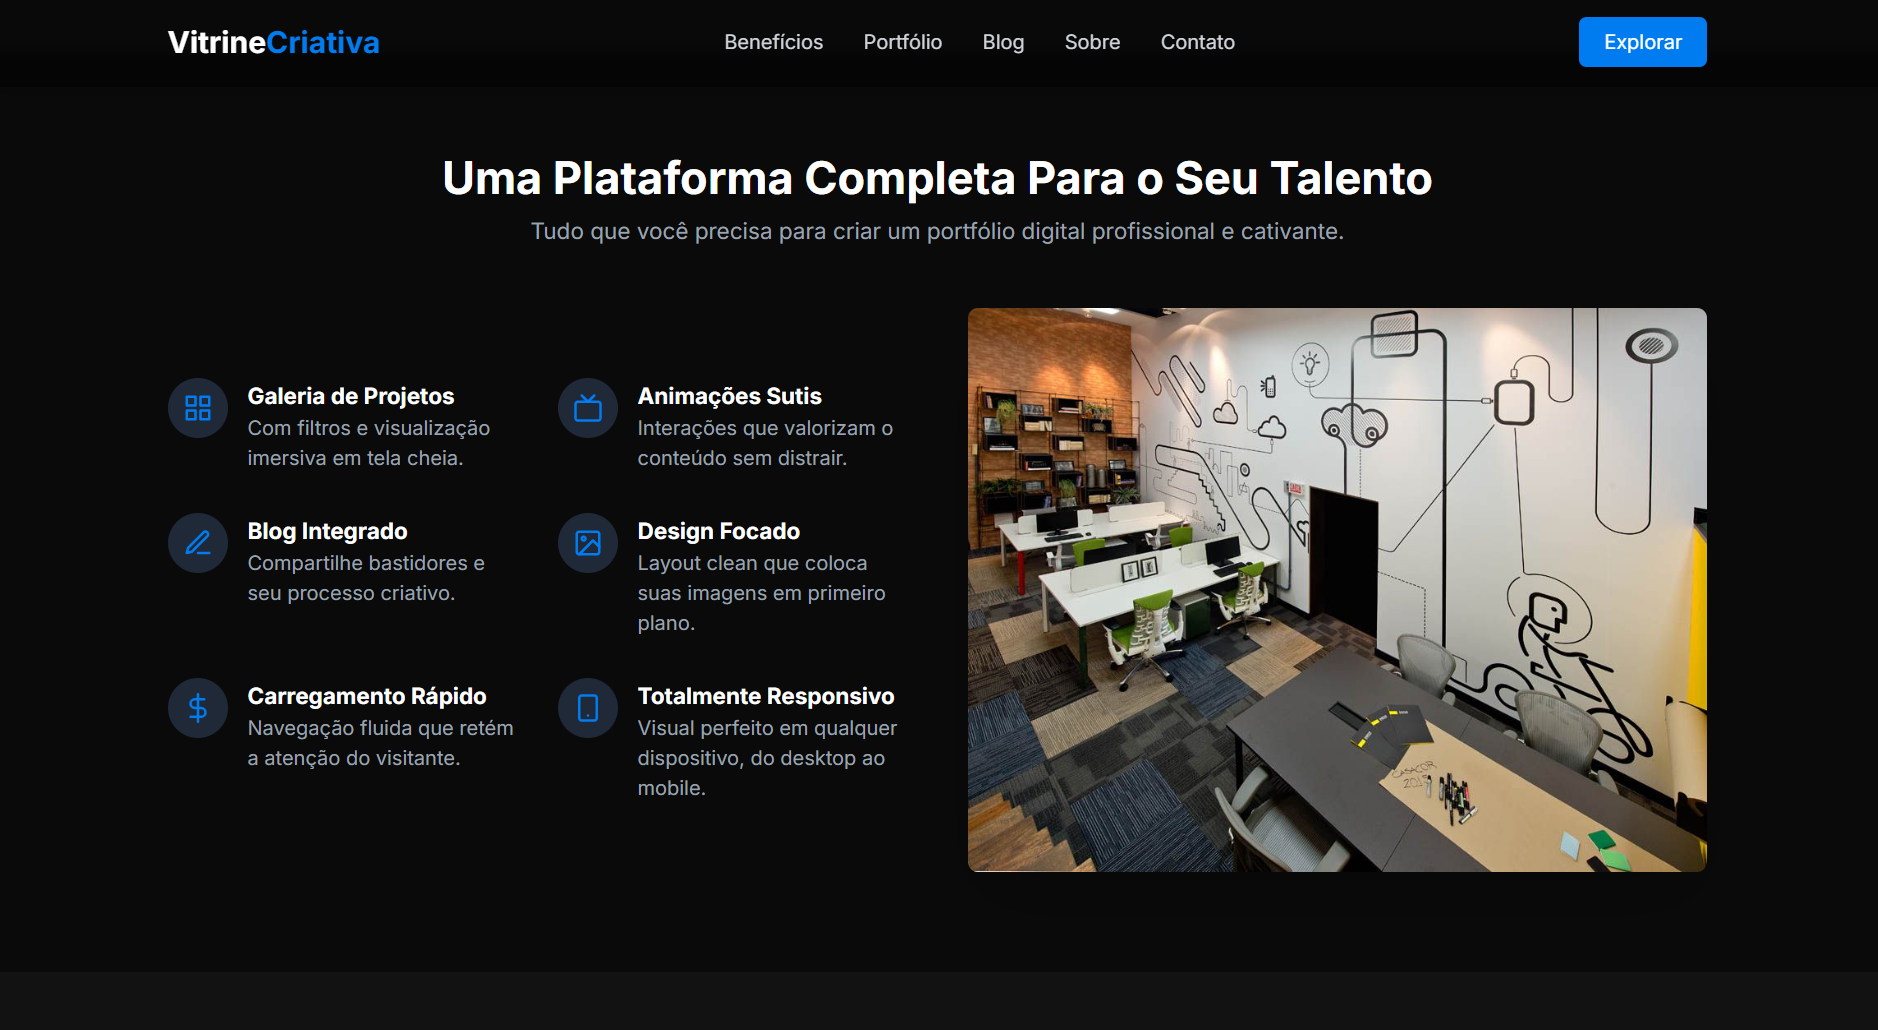 VitrineCriativa
Benefícios
Portfólio
Blog
Sobre
Contato
Explorar
Uma Plataforma Completa Para o Seu Talento
Tudo que você precisa para criar um portfólio digital profissional e cativante.
Galeria de Projetos
Com filtros e visualização
imersiva em tela cheia.
Animações Sutis
Interações que valorizam o
conteúdo sem distrair.
Blog Integrado
Compartilhe bastidores e
seu processo criativo.
Design Focado
Layout clean que coloca
suas imagens em primeiro
plano.
Carregamento Rápido
Navegação fluida que retém
a atenção do visitante.
Totalmente Responsivo
Visual perfeito em qualquer
dispositivo, do desktop ao
mobile.
CASACOR
2013